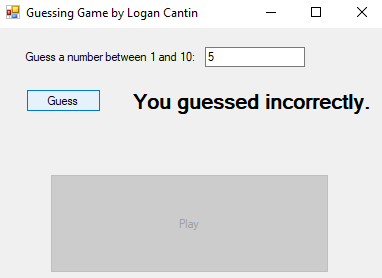 Guessing Game by Logan Cantin
Guess a number between 1 and 10: 5
Guess You guessed incorrectly.
Play